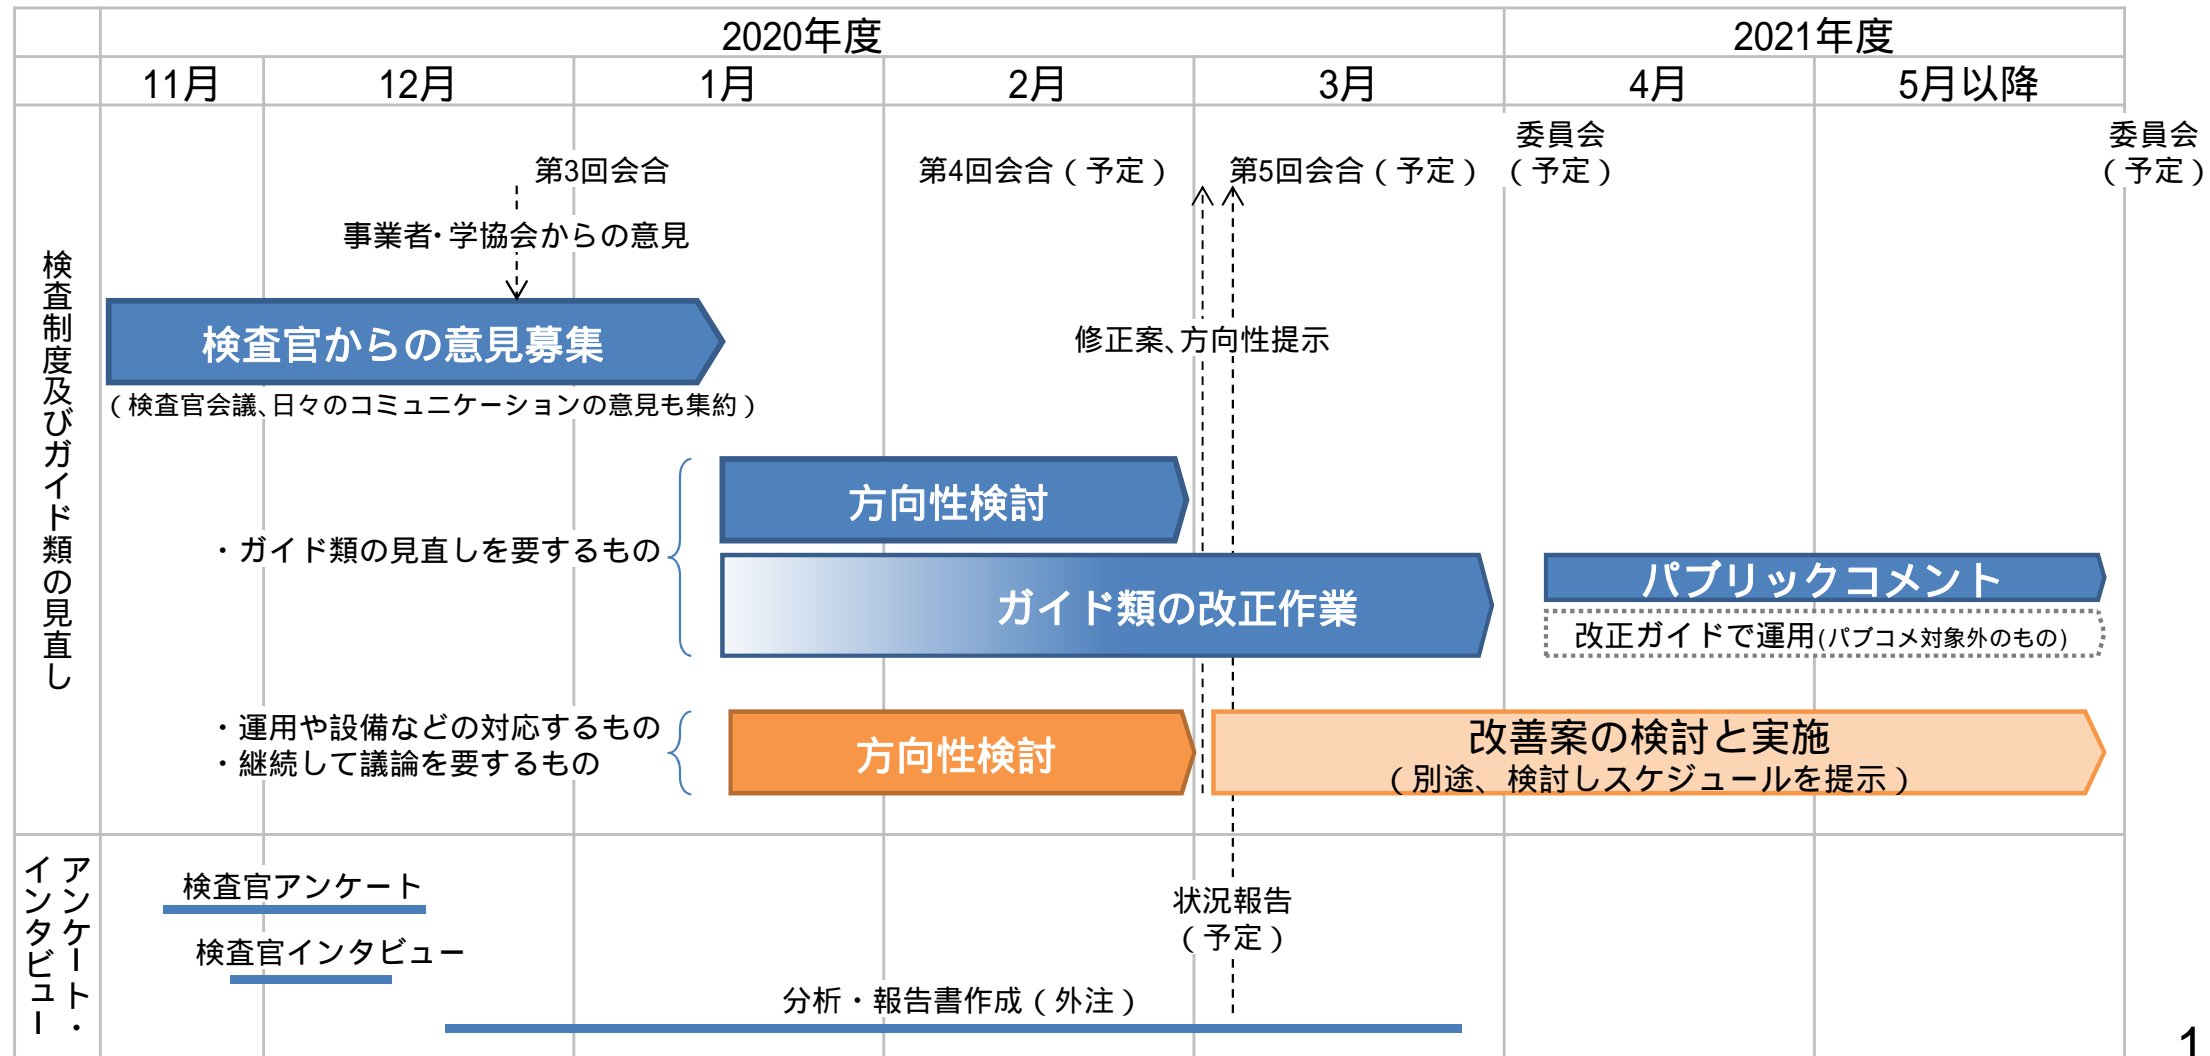 2020年度
2021年度
11月
12月
1月
2月
3月
4月
5月以降
検査制度及びガイド類の見直し
第3回会合
第4回会合（予定）
第5回会合（予定）
委員会
（予定）
委員会
（予定）
事業者・学協会からの意見
検査官からの意見募集
（検査官会議、日々のコミュニケーションの意見も集約）
修正案、方向性提示
・ガイド類の見直しを要するもの
方向性検討
ガイド類の改正作業
パブリックコメント
改正ガイドで運用(パブコメ対象外のもの)
・運用や設備などの対応するもの
・継続して議論を要するもの
方向性検討
改善案の検討と実施
（別途、検討しスケジュールを提示）
アンケート・
インタビュー
検査官アンケート
検査官インタビュー
状況報告
（予定）
分析・報告書作成（外注）
1